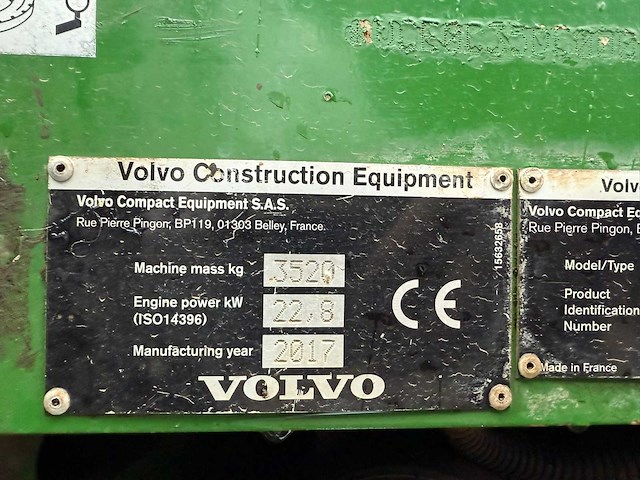 Volvo Construction Equipment
Volvo Compact Equipment S.A.S.
Rue Pierre Pingon, BP119, 01303 Belley, France.
Machine mass kg 3520
Engine power kW 22,8
(ISO14396)
Manufacturing year 2017
CE
VOLVO
15632658
Volvo Compact
Rue Pierre Pingon,
Model/Type
Product
Identification
Number
Made in France